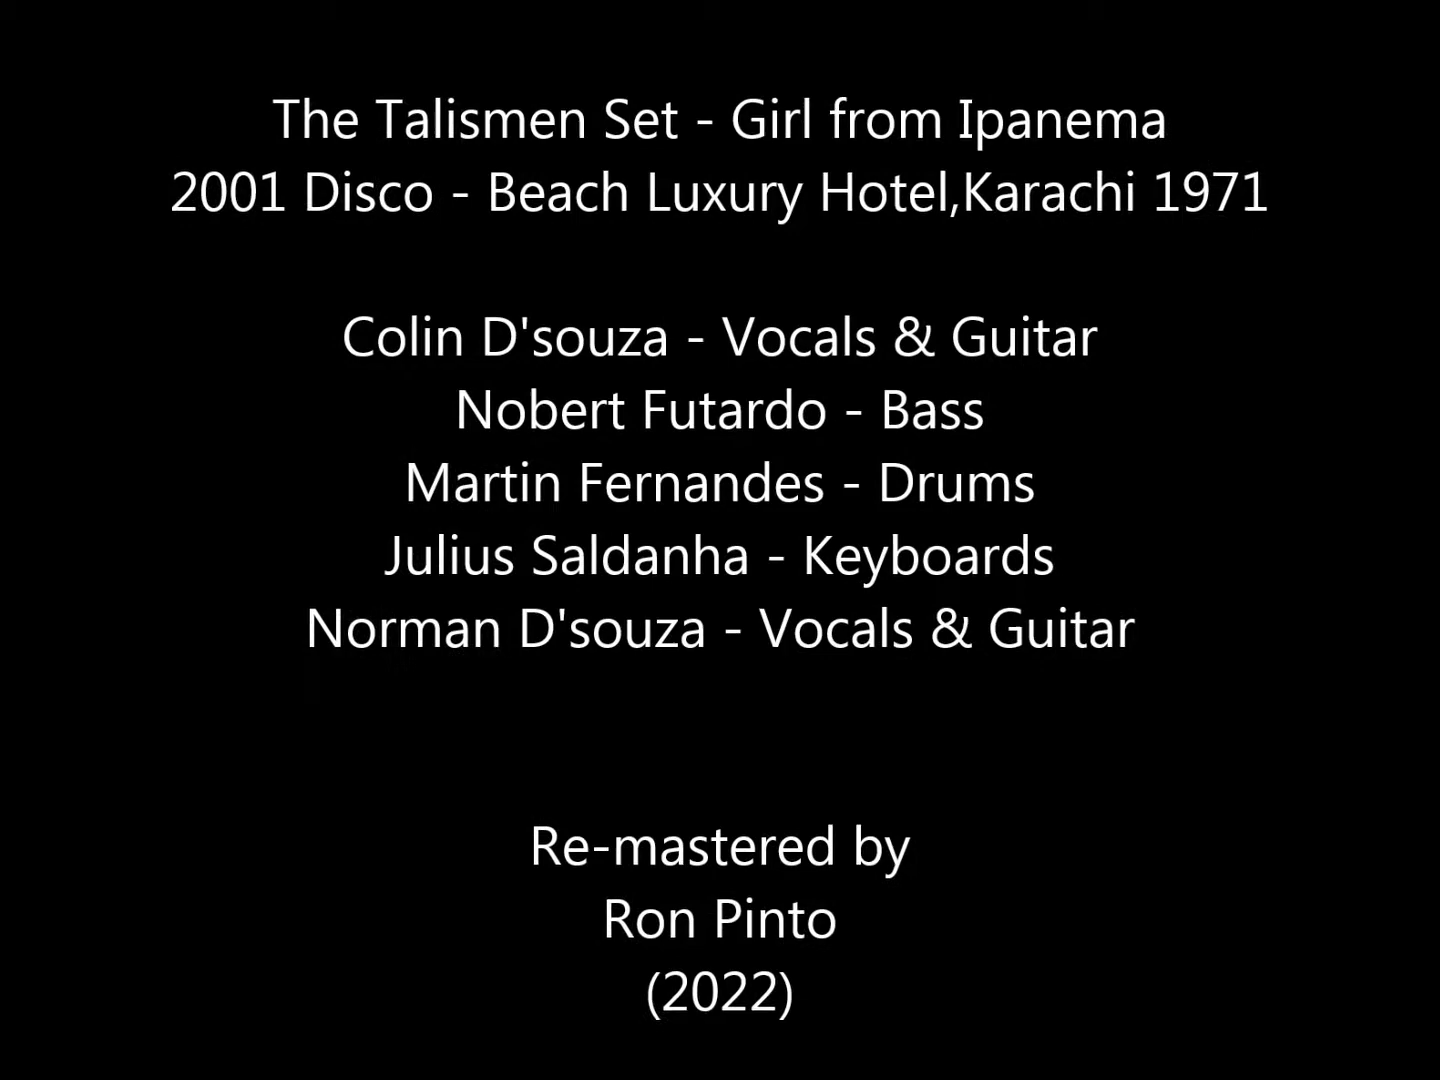 The Talismen Set - Girl from Ipanema
2001 Disco - Beach Luxury Hotel,Karachi 1971
Colin D'souza - Vocals & Guitar
Nobert Futardo - Bass
Martin Fernandes - Drums
Julius Saldanha - Keyboards
Norman D'souza - Vocals & Guitar
Re-mastered by
Ron Pinto
(2022)